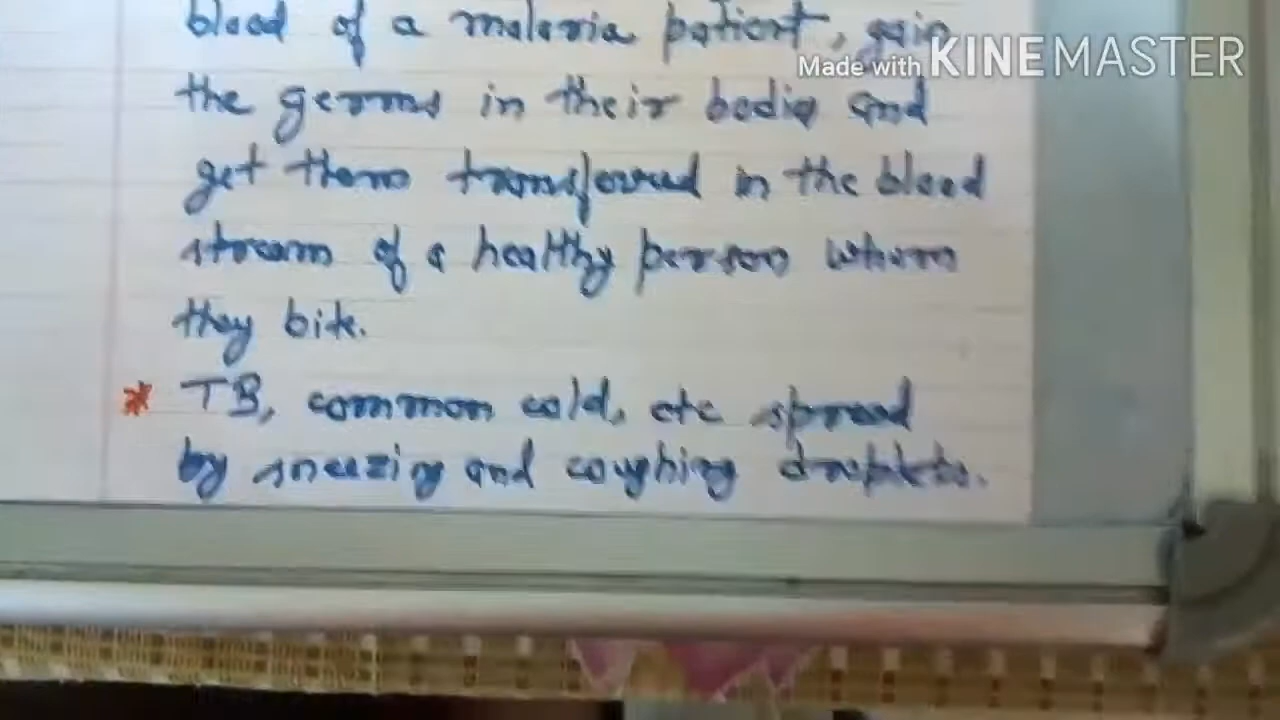 blood of a malaria patient, gain
Made with KINEMASTER
the germs in their bodies and
get them transferred in the blood
stream of a healthy person whom
they bite.
* TB, common cold, etc spread
by sneezing and coughing droplets.